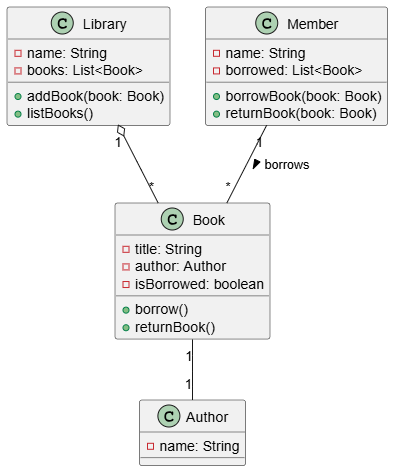 C Library
- name: String
- books: List<Book>
addBook(book: Book)
listBooks()
C Member
name: String
borrowed: List<Book>
borrowBook(book: Book)
returnBook(book: Book)
1
1
borrows
*
*
C Book
title: String
author: Author
isBorrowed: boolean
borrow()
returnBook()
1
1
C Author
name: String